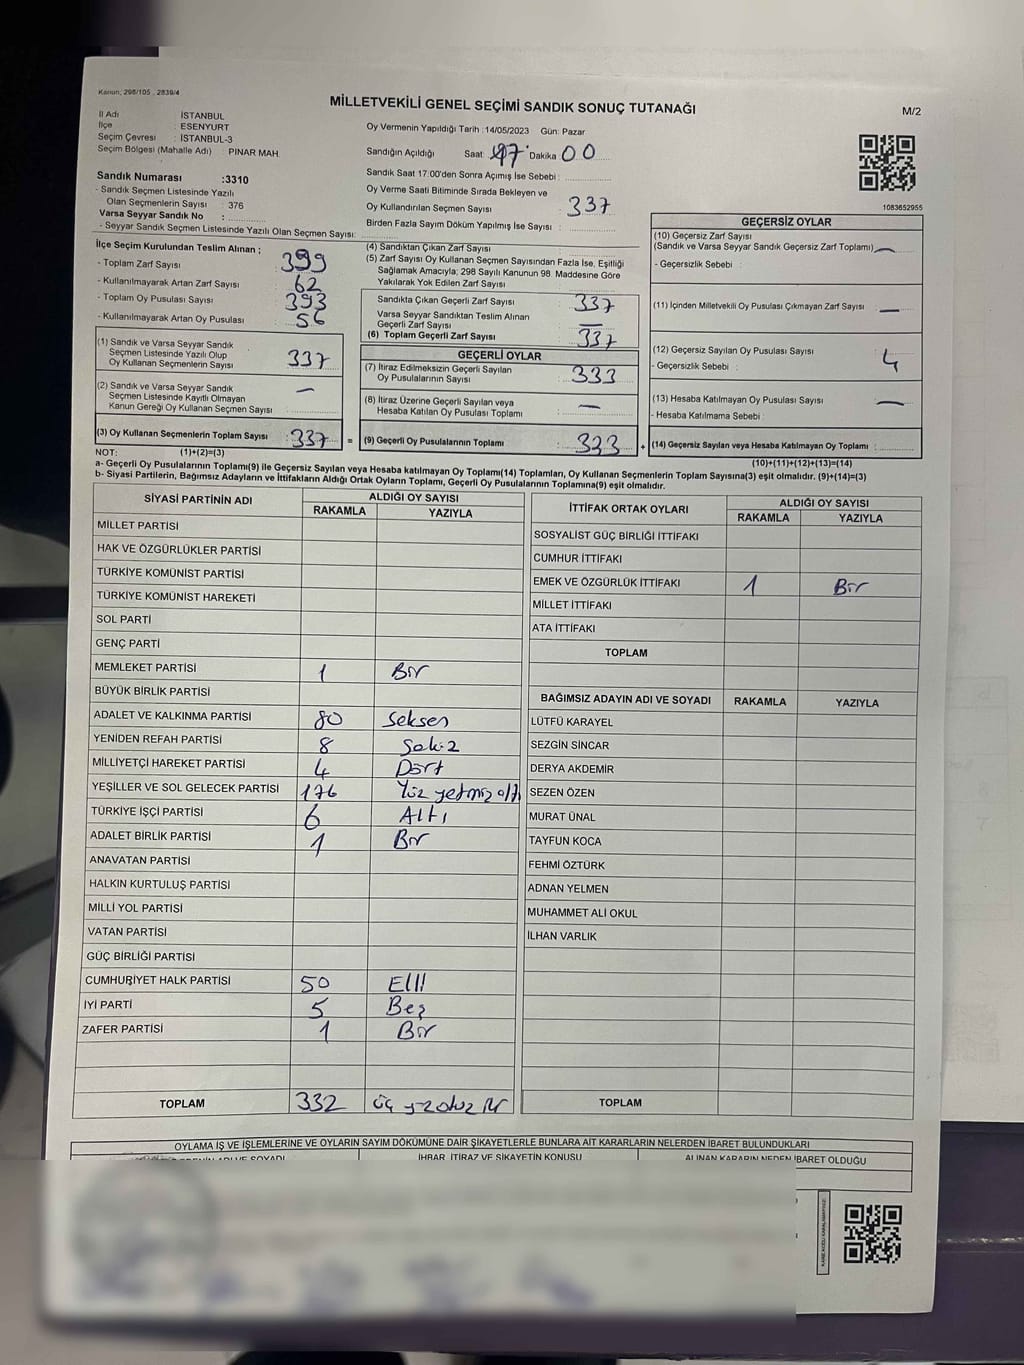 Kanun; 298/105 , 2839/4
MİLLETVEKİLİ GENEL SEÇİMİ SANDIK SONUÇ TUTANAĞI
M/2
İl Adı : İSTANBUL
İlçe : ESENYURT
Seçim Çevresi : İSTANBUL-3
Seçim Bölgesi (Mahalle Adı) : PINAR MAH.
Sandık Numarası :3310
- Sandık Seçmen Listesinde Yazılı
Olan Seçmenlerin Sayısı : 376
Varsa Seyyar Sandık No :
- Seyyar Sandık Seçmen Listesinde Yazılı Olan Seçmen Sayısı:
Oy Vermenin Yapıldığı Tarih :14/05/2023 Gün: Pazar
Sandığın Açıldığı Saat: 17 Dakika 00
Sandık Saat 17:00'den Sonra Açımış İse Sebebi :
Oy Verme Saati Bitiminde Sırada Bekleyen ve
Oy Kullandırılan Seçmen Sayısı : 337
Birden Fazla Sayım Döküm Yapılmış İse Sayısı :
1083652955
İlçe Seçim Kurulundan Teslim Alınan ;
- Toplam Zarf Sayısı : 399
- Kullanılmayarak Artan Zarf Sayısı : 62
- Toplam Oy Pusulası Sayısı : 393
- Kullanılmayarak Artan Oy Pusulası : 56
(1) Sandık ve Varsa Seyyar Sandık
Seçmen Listesinde Yazılı Olup
Oy Kullanan Seçmenlerin Sayısı : 337
(2) Sandık ve Varsa Seyyar Sandık
Seçmen Listesinde Kayıtlı Olmayan
Kanun Gereği Oy Kullanan Seçmen Sayısı : —
(3) Oy Kullanan Seçmenlerin Toplam Sayısı : 337 =
(4) Sandıktan Çıkan Zarf Sayısı :
(5) Zarf Sayısı Oy Kullanan Seçmen Sayısından Fazla İse, Eşitliği
Sağlamak Amacıyla; 298 Sayılı Kanunun 98. Maddesine Göre
Yakılarak Yok Edilen Zarf Sayısı :
Sandıkta Çıkan Geçerli Zarf Sayısı : 337
Varsa Seyyar Sandıktan Teslim Alınan
Geçerli Zarf Sayısı : —
(6) Toplam Geçerli Zarf Sayısı : 337
GEÇERLİ OYLAR
(7) İtiraz Edilmeksizin Geçerli Sayılan
Oy Pusulalarının Sayısı : 333
(8) İtiraz Üzerine Geçerli Sayılan veya
Hesaba Katılan Oy Pusulası Toplamı : —
(9) Geçerli Oy Pusulalarının Toplamı : 333 +
GEÇERSİZ OYLAR
(10) Geçersiz Zarf Sayısı
(Sandık ve Varsa Seyyar Sandık Geçersiz Zarf Toplamı) —
- Geçersizlik Sebebi :
(11) İçinden Milletvekili Oy Pusulası Çıkmayan Zarf Sayısı : —
(12) Geçersiz Sayılan Oy Pusulası Sayısı : 4
- Geçersizlik Sebebi :
(13) Hesaba Katılmayan Oy Pusulası Sayısı : —
- Hesaba Katılmama Sebebi :
(14) Geçersiz Sayılan veya Hesaba Katılmayan Oy Toplamı :
NOT: (1)+(2)=(3)
(10)+(11)+(12)+(13)=(14)
a- Geçerli Oy Pusulalarının Toplamı(9) ile Geçersiz Sayılan veya Hesaba katılmayan Oy Toplamı(14) Toplamları, Oy Kullanan Seçmenlerin Toplam Sayısına(3) eşit olmalıdır. (9)+(14)=(3)
b- Siyasi Partilerin, Bağımsız Adayların ve İttifakların Aldığı Ortak Oyların Toplamı, Geçerli Oy Pusulalarının Toplamına(9) eşit olmalıdır.
SİYASİ PARTİNİN ADI
ALDIĞI OY SAYISI
RAKAMLA YAZIYLA
MİLLET PARTİSİ
HAK VE ÖZGÜRLÜKLER PARTİSİ
TÜRKİYE KOMÜNİST PARTİSİ
TÜRKİYE KOMÜNİST HAREKETİ
SOL PARTİ
GENÇ PARTİ
MEMLEKET PARTİSİ 1 Bir
BÜYÜK BİRLİK PARTİSİ
ADALET VE KALKINMA PARTİSİ 80 Seksen
YENİDEN REFAH PARTİSİ 8 Sekiz
MİLLİYETÇİ HAREKET PARTİSİ 4 Dört
YEŞİLLER VE SOL GELECEK PARTİSİ 176 Yüz yetmiş altı
TÜRKİYE İŞÇİ PARTİSİ 6 Altı
ADALET BİRLİK PARTİSİ 1 Bir
ANAVATAN PARTİSİ
HALKIN KURTULUŞ PARTİSİ
MİLLİ YOL PARTİSİ
VATAN PARTİSİ
GÜÇ BİRLİĞİ PARTİSİ
CUMHURİYET HALK PARTİSİ 50 Elli
İYİ PARTİ 5 Beş
ZAFER PARTİSİ 1 Bir
TOPLAM 332
İTTİFAK ORTAK OYLARI
ALDIĞI OY SAYISI
RAKAMLA YAZIYLA
SOSYALİST GÜÇ BİRLİĞİ İTTİFAKI
CUMHUR İTTİFAKI
EMEK VE ÖZGÜRLÜK İTTİFAKI 1 Bir
MİLLET İTTİFAKI
ATA İTTİFAKI
TOPLAM
BAĞIMSIZ ADAYIN ADI VE SOYADI RAKAMLA YAZIYLA
LÜTFÜ KARAYEL
SEZGİN SİNCAR
DERYA AKDEMİR
SEZEN ÖZEN
MURAT ÜNAL
TAYFUN KOCA
FEHMİ ÖZTÜRK
ADNAN YELMEN
MUHAMMET ALİ OKUL
İLHAN VARLIK
TOPLAM
OYLAMA İŞ VE İŞLEMLERİNE VE OYLARIN SAYIM DÖKÜMÜNE DAİR ŞİKAYETLERLE BUNLARA AİT KARARLARIN NELERDEN İBARET BULUNDUKLARI
İHBAR, İTİRAZ VE ŞİKAYETİN KONUSU
ALINAN KARARIN NEDEN İBARET OLDUĞU